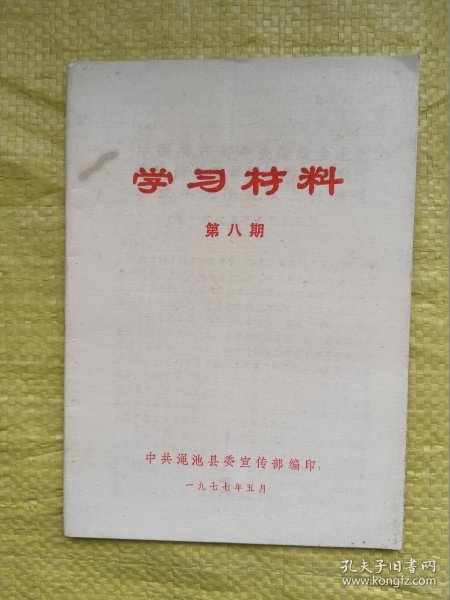 学习材料
第八期
中共渑池县委宣传部编印
一九七七年五月
孔夫子旧书网
www.kongfz.com